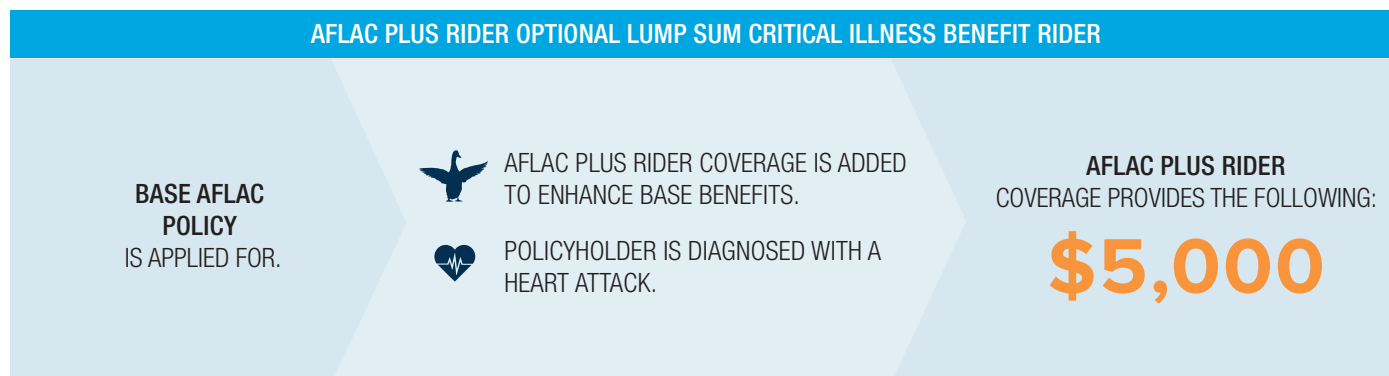 AFLAC PLUS RIDER OPTIONAL LUMP SUM CRITICAL ILLNESS BENEFIT RIDER
BASE AFLAC
POLICY
IS APPLIED FOR.
AFLAC PLUS RIDER COVERAGE IS ADDED
TO ENHANCE BASE BENEFITS.
POLICYHOLDER IS DIAGNOSED WITH A
HEART ATTACK.
AFLAC PLUS RIDER
COVERAGE PROVIDES THE FOLLOWING:
$5,000